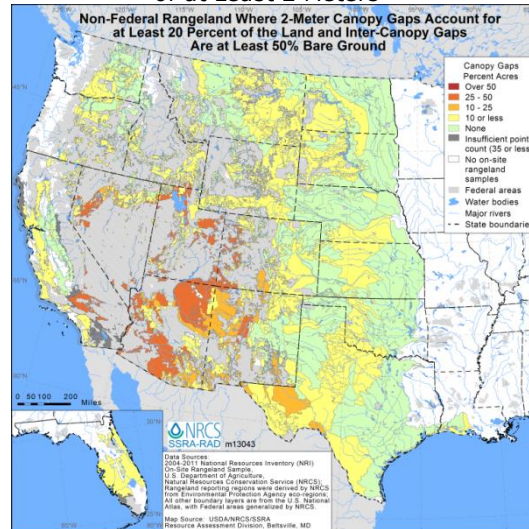 Non-Federal Rangeland Where 2-Meter Canopy Gaps Account for
at Least 20 Percent of the Land and Inter-Canopy Gaps
Are at Least 50% Bare Ground
Canopy Gaps
Percent Acres
Over 50
25 - 50
10 - 25
10 or less
None
Insufficient point
count (35 or less)
No on-site
rangeland
samples
Federal areas
Water bodies
Major rivers
State boundaries
0 50 100 200
Miles
NRCS
SSRA-RAD
m13043
Data Sources:
2004-2011 National Resources Inventory (NRI)
On-Site Rangeland Sample,
U.S. Department of Agriculture,
Natural Resources Conservation Service (NRCS);
Rangeland reporting regions were derived by NRCS
from Environmental Protection Agency eco-regions;
All other boundary layers are from the U.S. National
Atlas, with Federal areas generalized by NRCS.
Map Source: USDA/NRCS/SSRA
Resource Assessment Division, Beltsville, MD